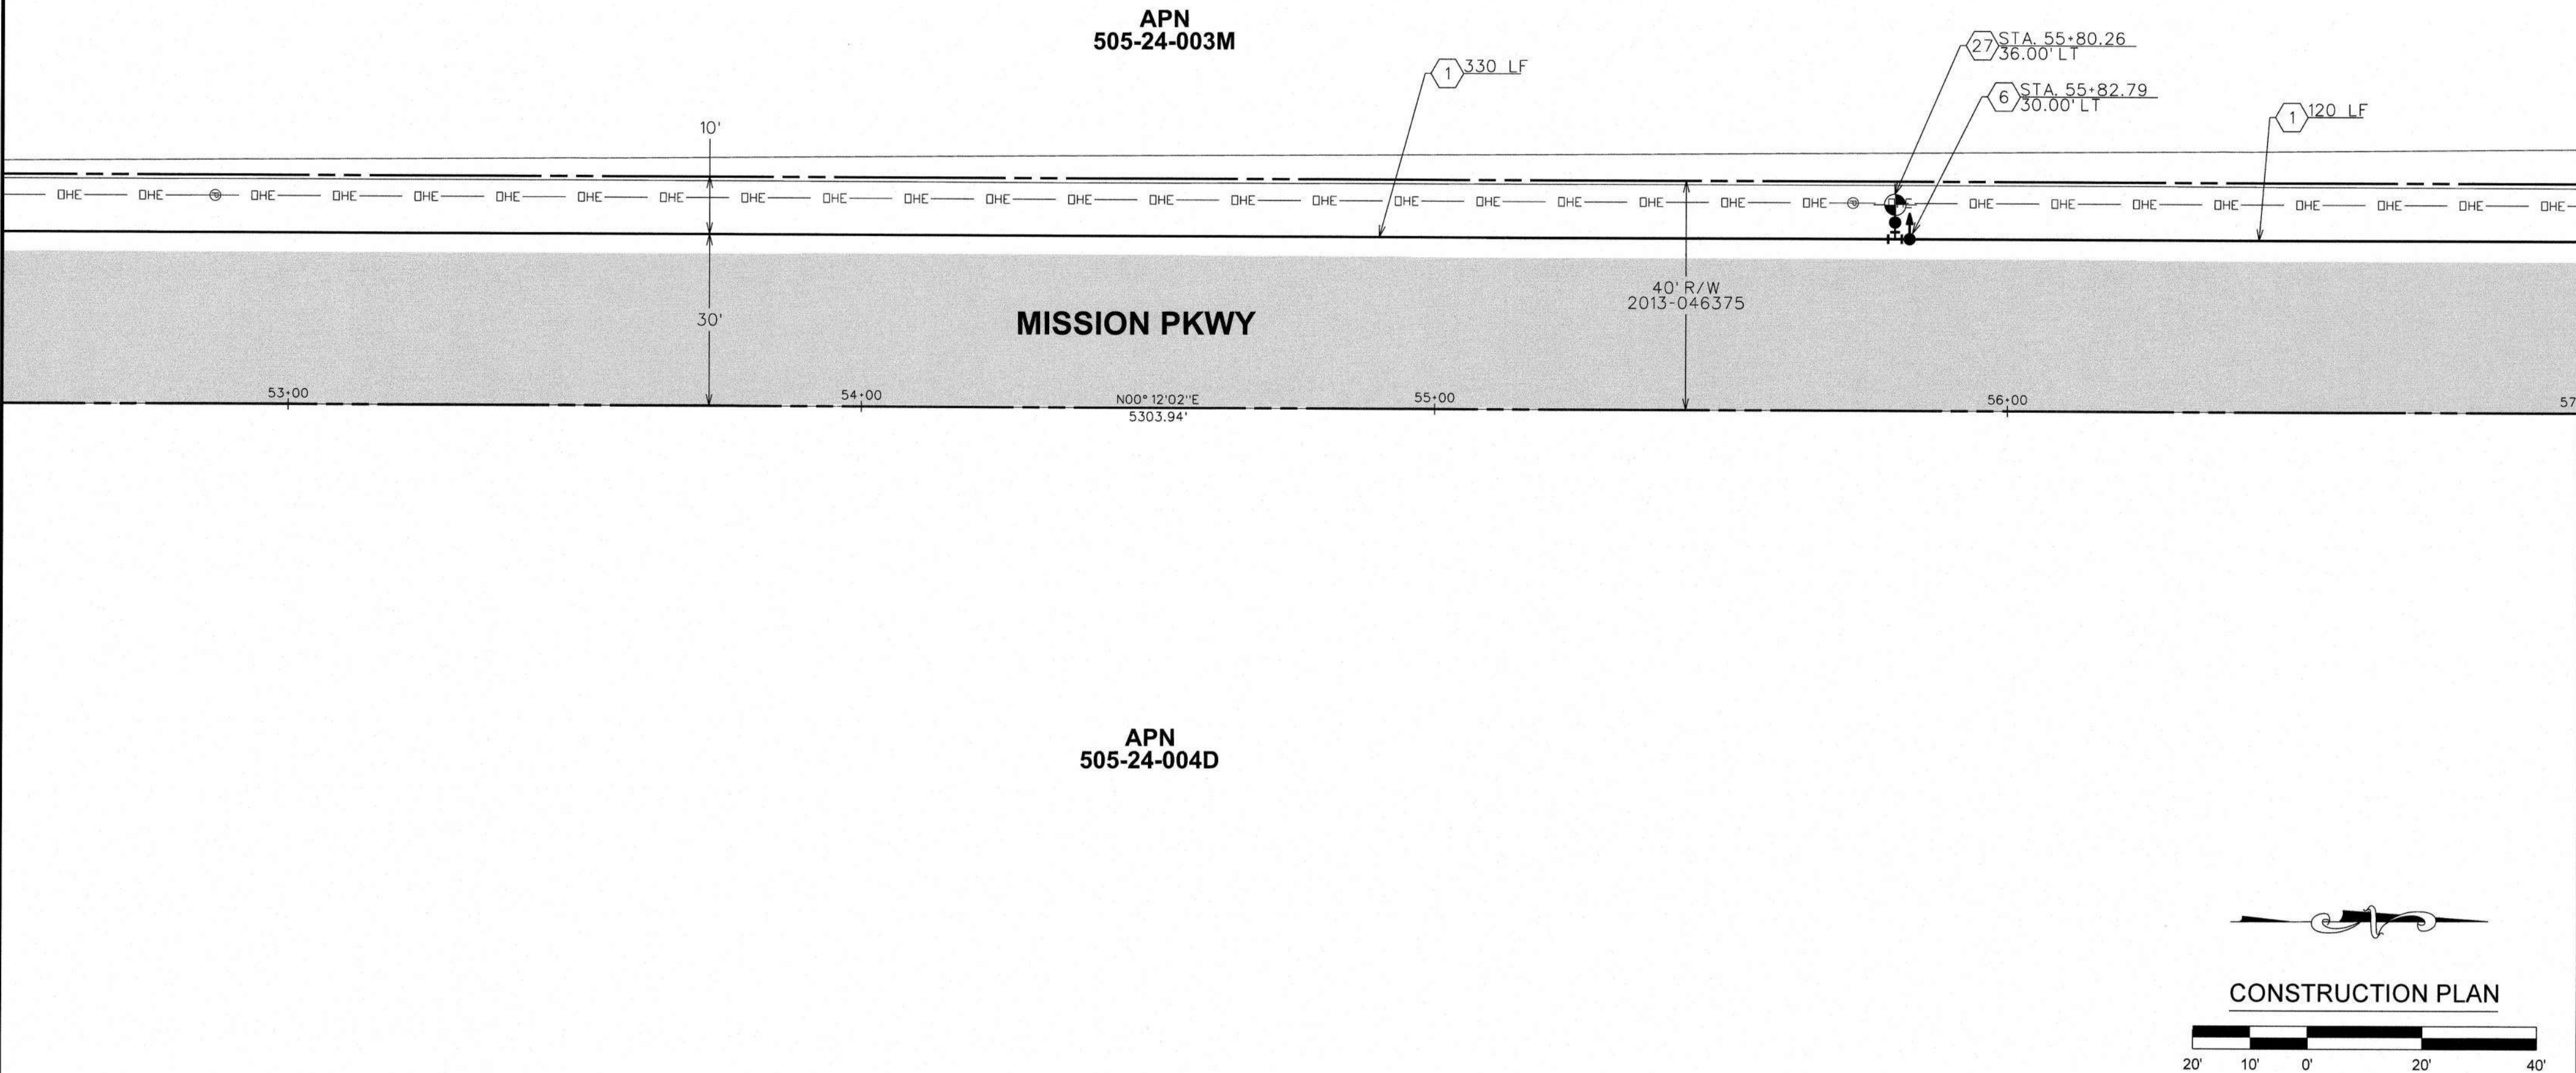 APN
505-24-003M
27 STA. 55+80.26
36.00' LT
1 330 LF
6 STA. 55+82.79
30.00' LT
1 120 LF
10'
OHE OHE OHE OHE OHE OHE OHE OHE OHE OHE OHE OHE OHE OHE OHE OHE OHE OHE OHE OHE OHE OHE OHE OHE OHE OHE OHE OHE OHE OHE OHE
40' R/W
2013-046375
30'
MISSION PKWY
53+00
54+00
N00°12'02"E
5303.94'
55+00
56+00
57
APN
505-24-004D
CONSTRUCTION PLAN
20' 10' 0' 20' 40'